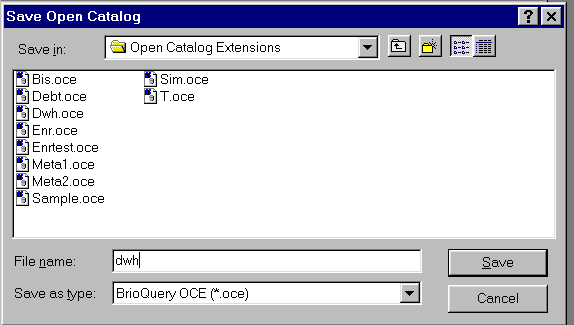 Save Open Catalog
Save in: Open Catalog Extensions
Bis.oce Sim.oce
Debt.oce T.oce
Dwh.oce
Enr.oce
Enrtest.oce
Meta1.oce
Meta2.oce
Sample.oce
File name: dwh Save
Save as type: BrioQuery OCE (*.oce) Cancel